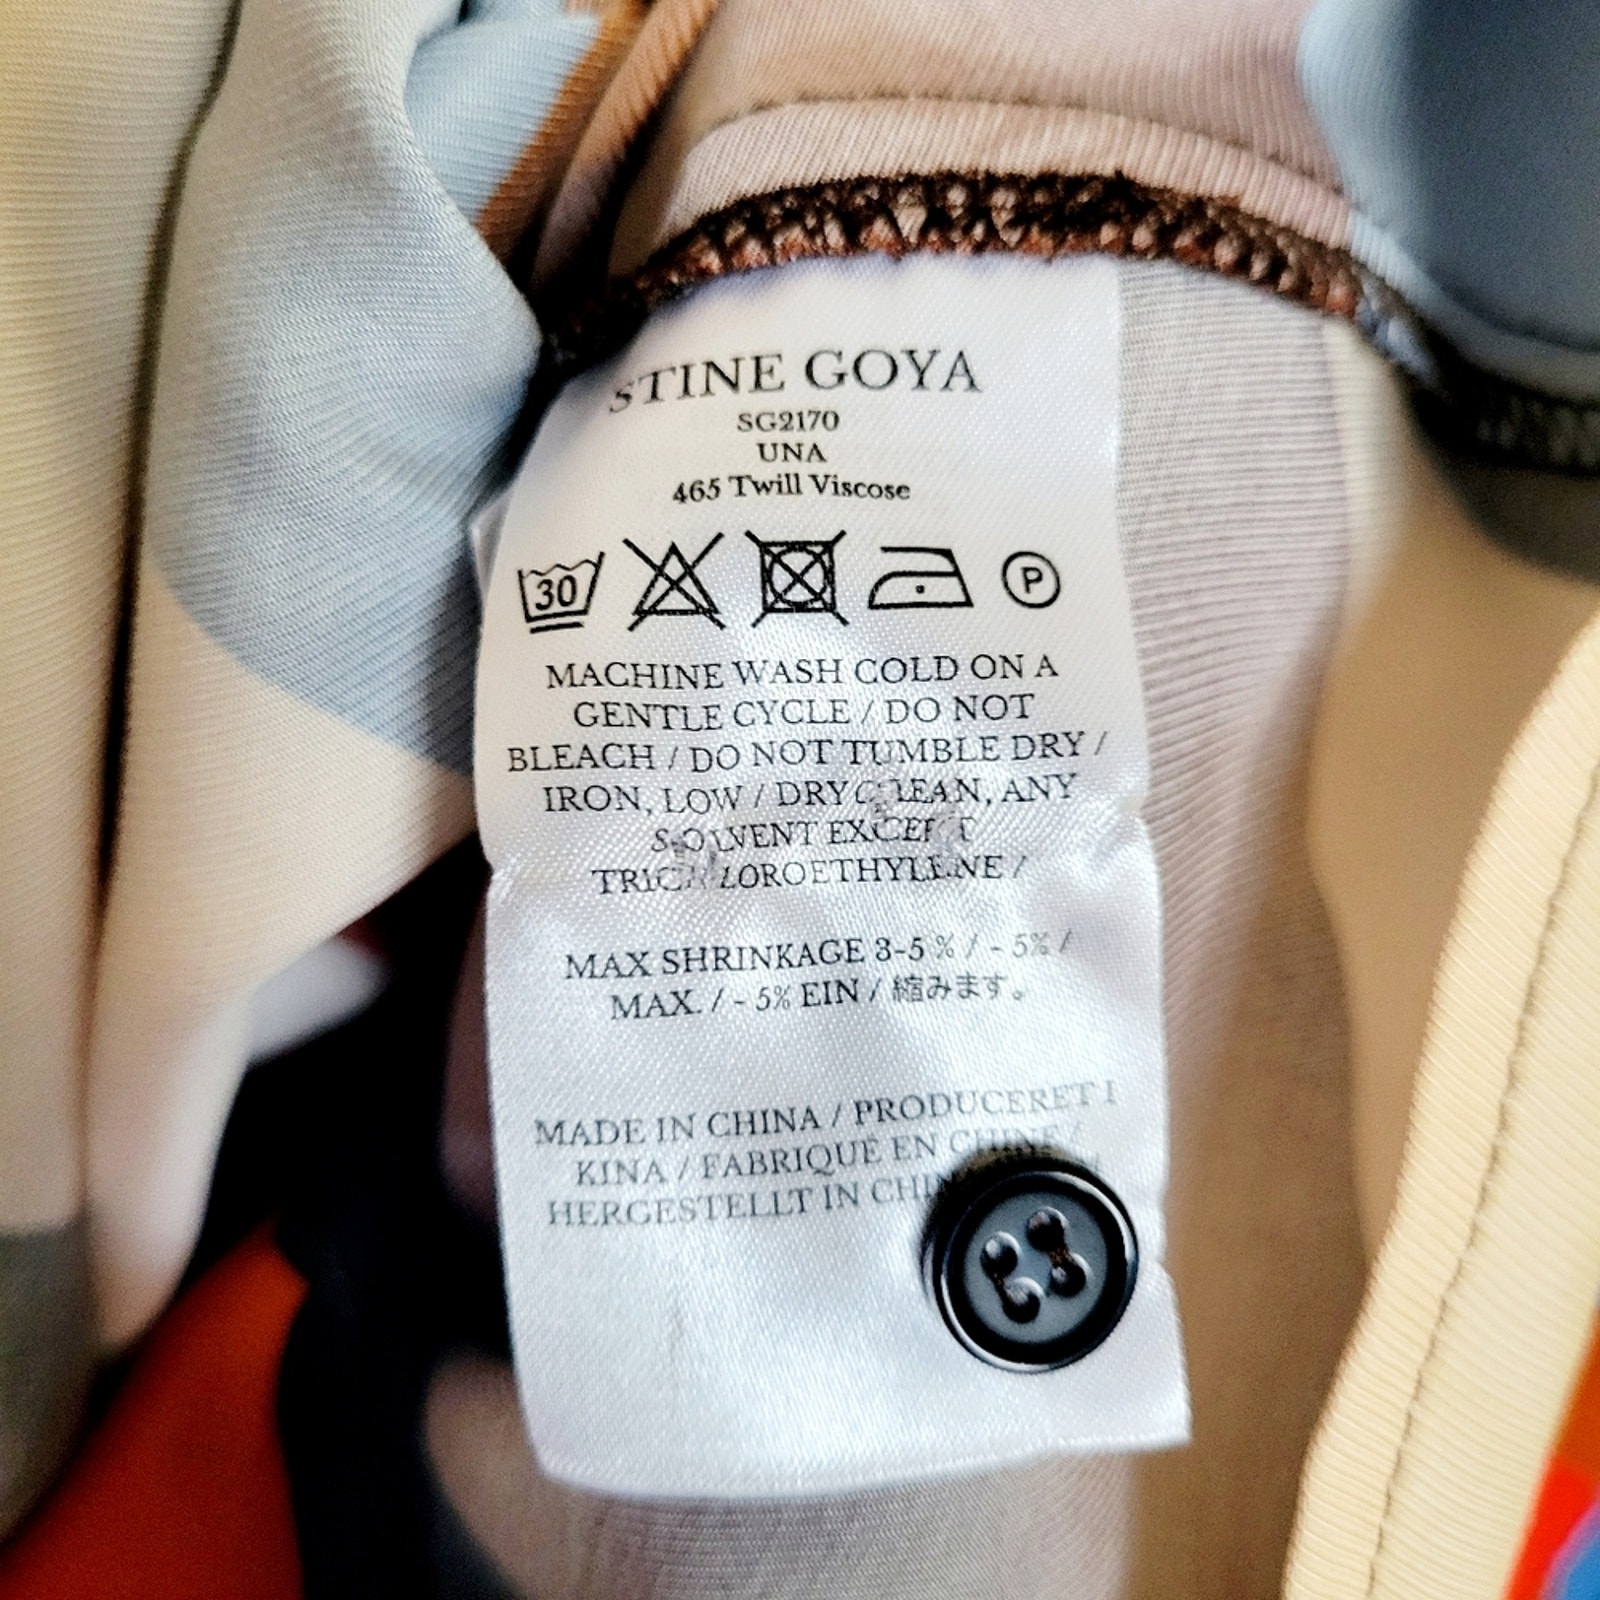 STINE GOYA
SG2170
UNA
465 Twill Viscose
30 P
MACHINE WASH COLD ON A
GENTLE CYCLE / DO NOT
BLEACH / DO NOT TUMBLE DRY /
IRON, LOW / DRY CLEAN, ANY
SOLVENT EXCEPT
TRICHLOROETHYLENE /
MAX SHRINKAGE 3-5 % / - 5% /
MAX. / - 5% EIN / 縮みます。
MADE IN CHINA / PRODUCERET I
KINA / FABRIQUÉ EN CHINE /
HERGESTELLT IN